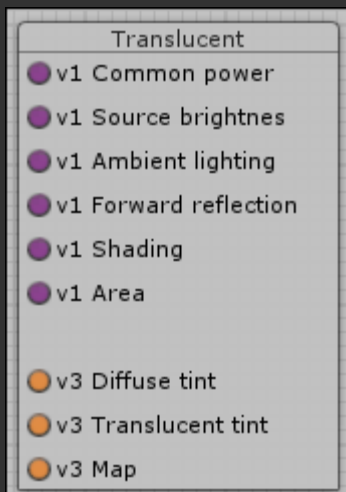 Translucent
v1 Common power
v1 Source brightnes
v1 Ambient lighting
v1 Forward reflection
v1 Shading
v1 Area
v3 Diffuse tint
v3 Translucent tint
v3 Map